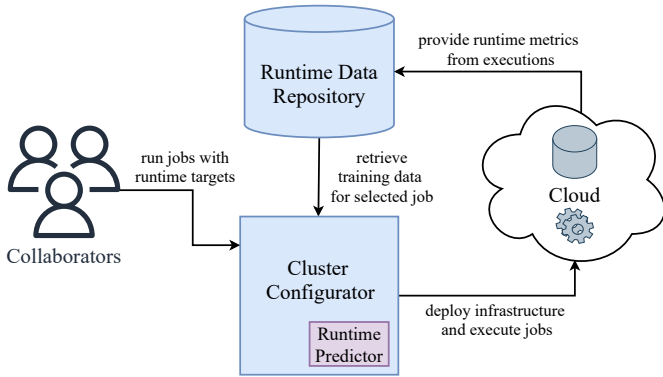 provide runtime metrics
from executions
Runtime Data
Repository
run jobs with
runtime targets
retrieve
training data
for selected job
Cloud
Collaborators
Cluster
Configurator
Runtime
Predictor
deploy infrastructure
and execute jobs